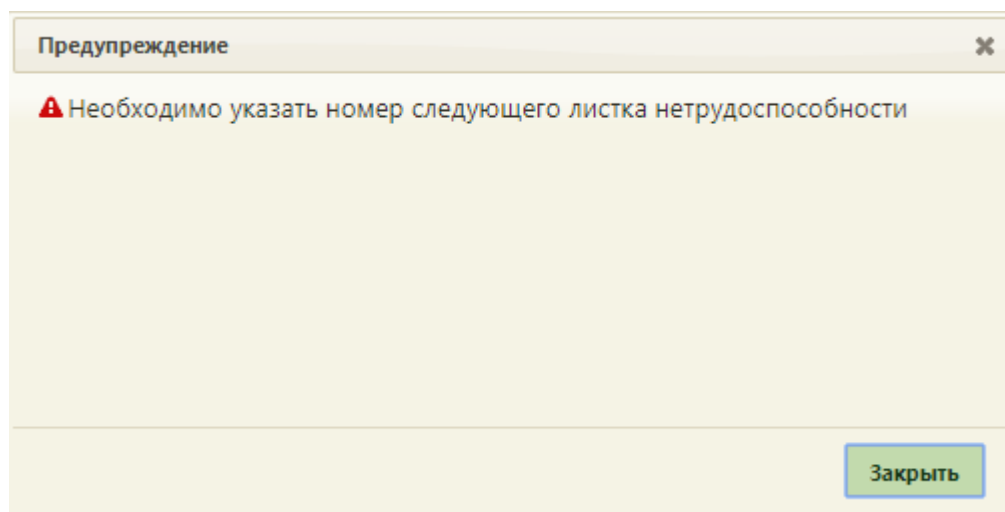 Предупреждение
Необходимо указать номер следующего листка нетрудоспособности
Закрыть